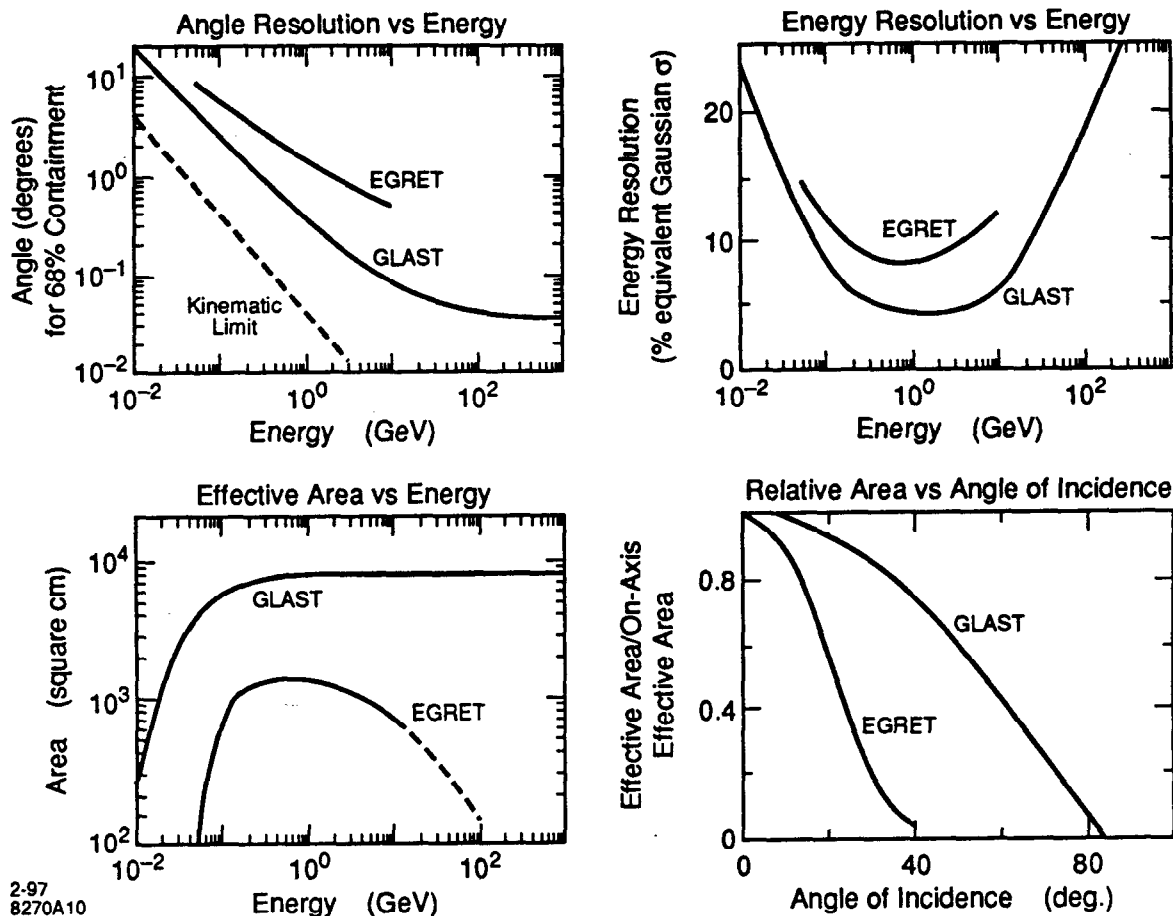 Angle Resolution vs Energy
Angle (degrees)
for 68% Containment
10^1
10^0
10^−1
10^−2
EGRET
GLAST
Kinematic
Limit
10^−2
10^0
10^2
Energy (GeV)
Energy Resolution vs Energy
Energy Resolution
(% equivalent Gaussian σ)
20
10
0
EGRET
GLAST
10^−2
10^0
10^2
Energy (GeV)
Effective Area vs Energy
Area (square cm)
10^4
10^3
10^2
GLAST
EGRET
10^−2
10^0
10^2
Energy (GeV)
Relative Area vs Angle of Incidence
Effective Area/On-Axis
Effective Area
0.8
0.4
0
GLAST
EGRET
0
40
80
Angle of Incidence (deg.)
2-97
8270A10